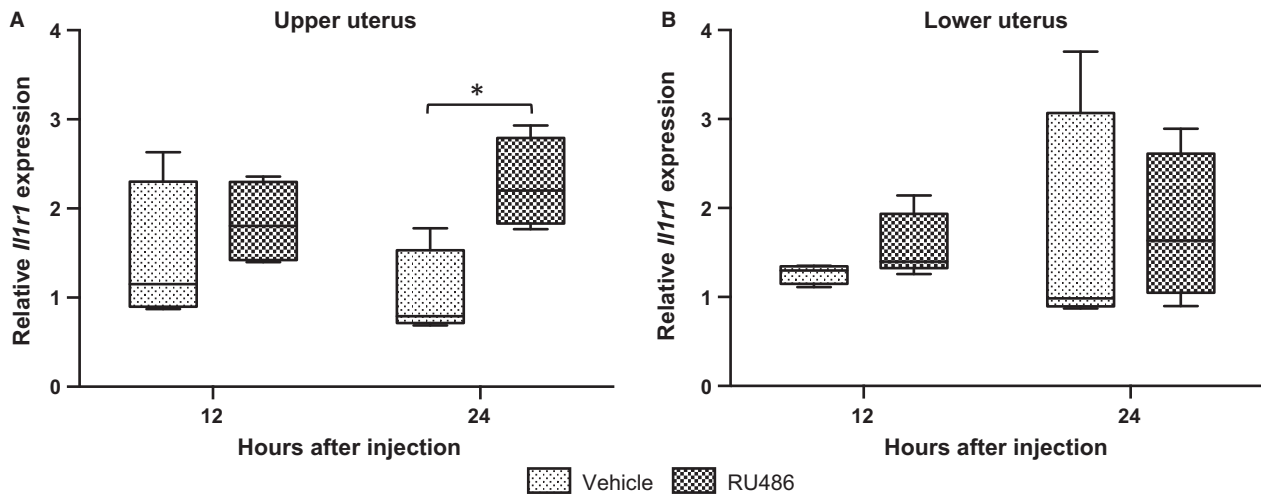 A
Upper uterus
Relative Il1r1 expression
4
3
2
1
0
*
12
24
Hours after injection
B
Lower uterus
Relative Il1r1 expression
4
3
2
1
0
12
24
Hours after injection
Vehicle
RU486